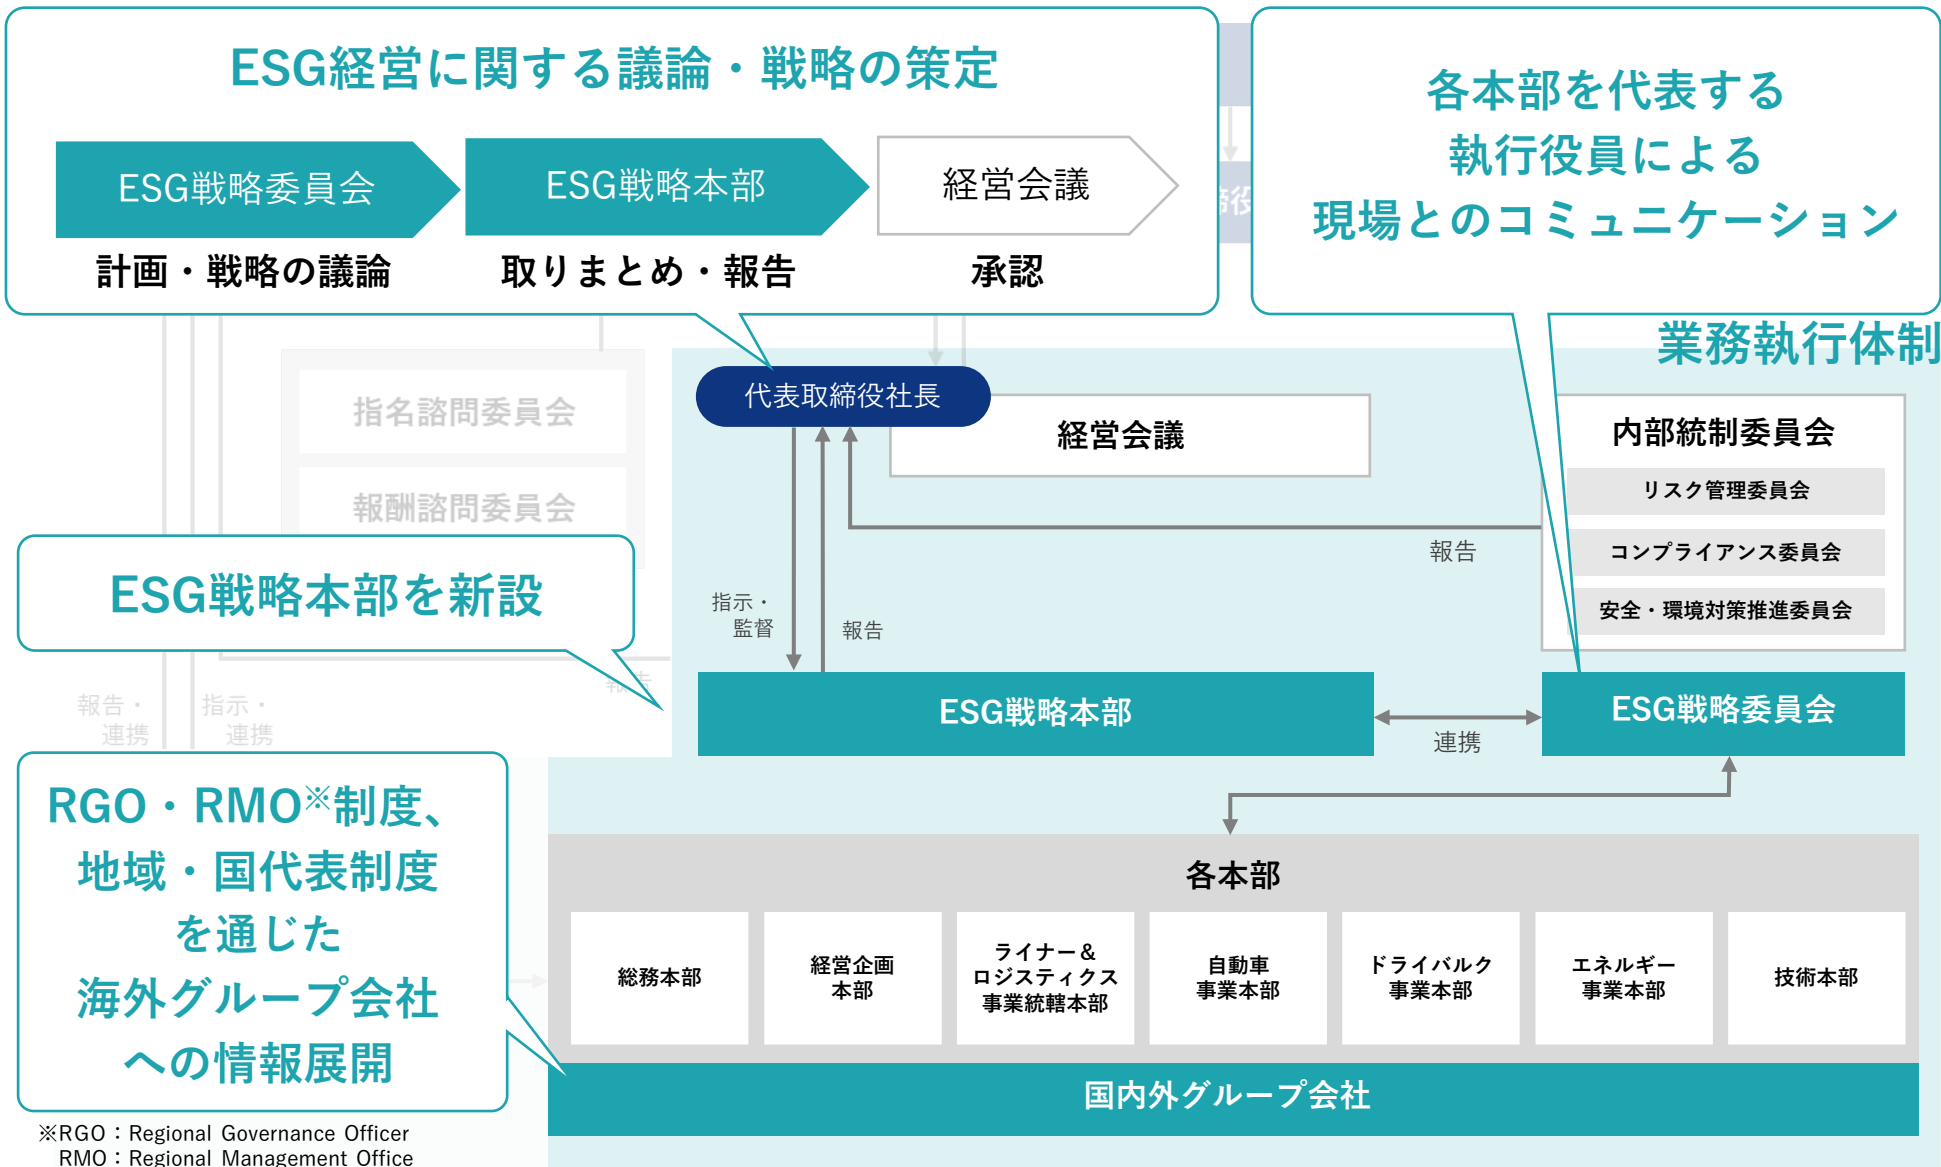 ESG経営に関する議論・戦略の策定
ESG戦略委員会
ESG戦略本部
経営会議
計画・戦略の議論
取りまとめ・報告
承認
各本部を代表する
執行役員による
現場とのコミュニケーション
業務執行体制
指名諮問委員会
報酬諮問委員会
代表取締役社長
経営会議
内部統制委員会
リスク管理委員会
コンプライアンス委員会
安全・環境対策推進委員会
報告
ESG戦略本部を新設
指示・
監督
報告
報告
報告・
連携
指示・
連携
ESG戦略本部
連携
ESG戦略委員会
RGO・RMO※制度、
地域・国代表制度
を通じた
海外グループ会社
への情報展開
各本部
総務本部
経営企画
本部
ライナー&
ロジスティクス
事業統轄本部
自動車
事業本部
ドライバルク
事業本部
エネルギー
事業本部
技術本部
国内外グループ会社
※RGO：Regional Governance Officer
RMO：Regional Management Office